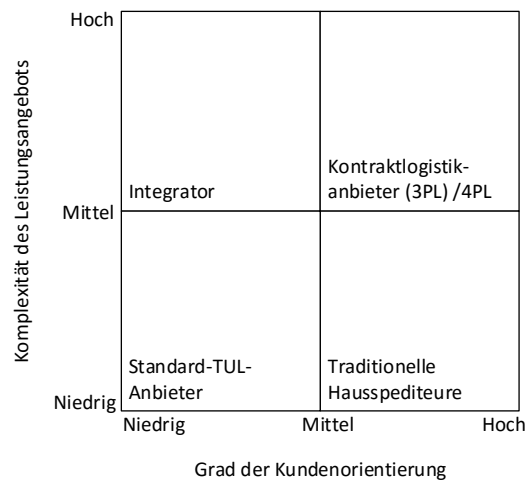 Komplexität des Leistungsangebots
Hoch
Mittel
Niedrig
Integrator
Kontraktlogistik-
anbieter (3PL) /4PL
Standard-TUL-
Anbieter
Traditionelle
Hausspediteure
Niedrig
Mittel
Hoch
Grad der Kundenorientierung